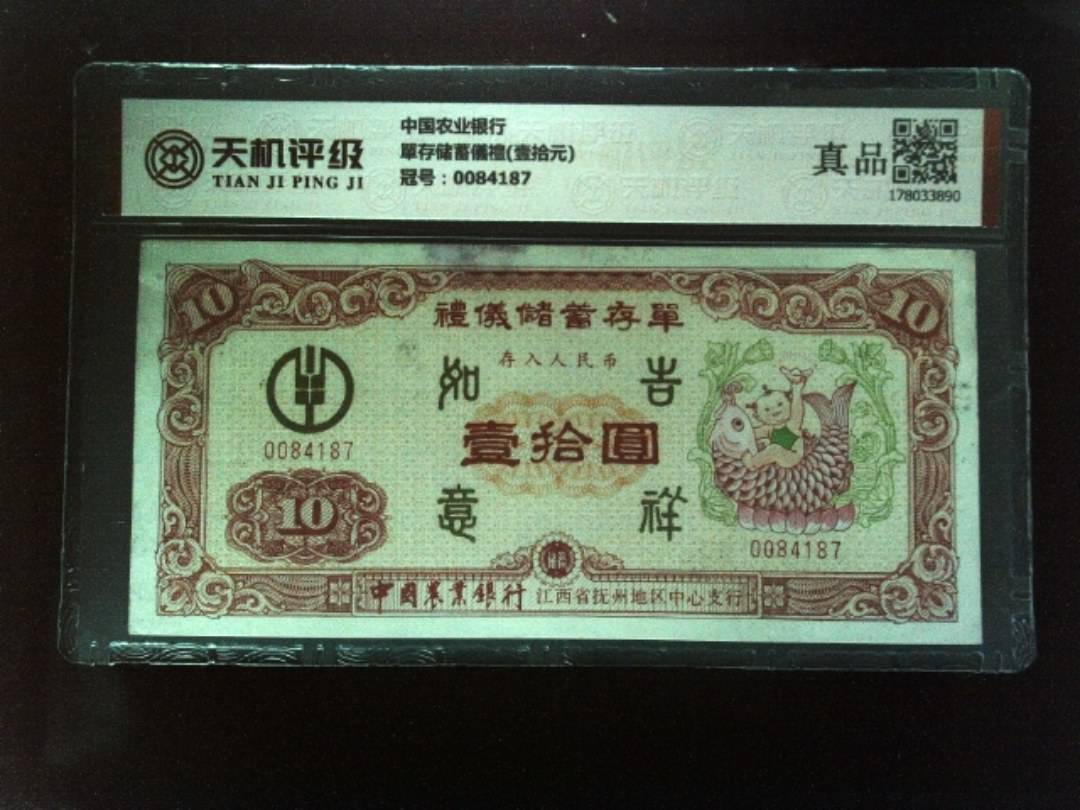 天机评级
TIAN JI PING JI
中国农业银行
單存储蓄儀禮(壹拾元)
冠号：0084187
真品
178033890
10
10
禮儀儲蓄存單
存入人民币
如 吉
壹拾圓
意 祥
0084187
10
0084187
中國農業銀行 江西省抚州地区中心支行